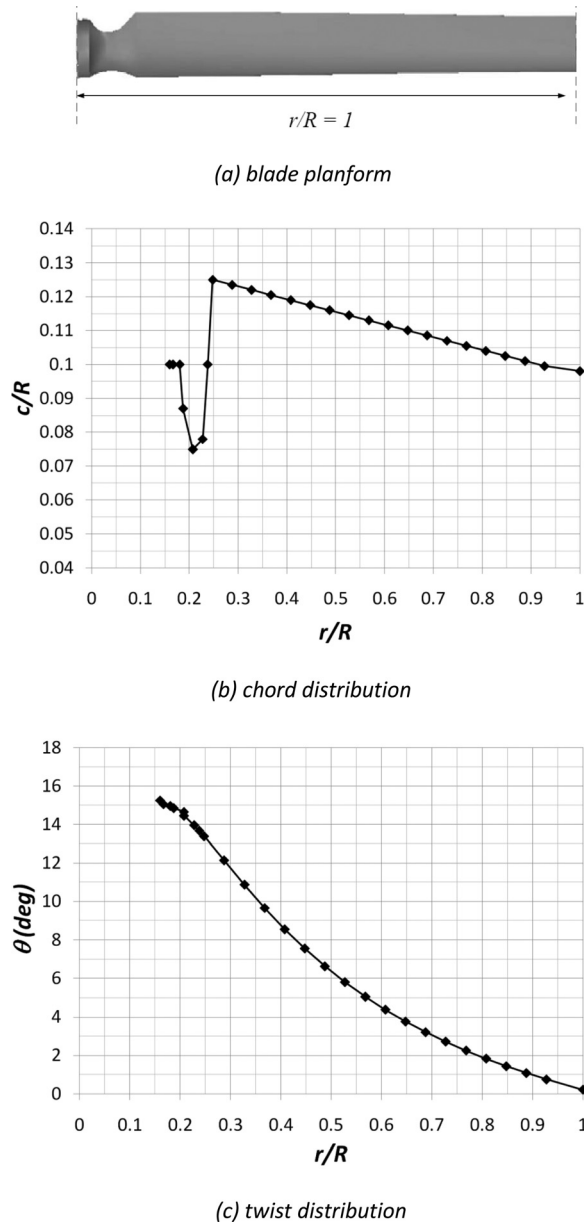 r/R = 1
(a) blade planform
0.14
0.13
0.12
0.11
0.1
0.09
0.08
0.07
0.06
0.05
0.04
c/R
0 0.1 0.2 0.3 0.4 0.5 0.6 0.7 0.8 0.9 1
r/R
(b) chord distribution
18
16
14
12
10
8
6
4
2
0
θ (deg)
0 0.1 0.2 0.3 0.4 0.5 0.6 0.7 0.8 0.9 1
r/R
(c) twist distribution